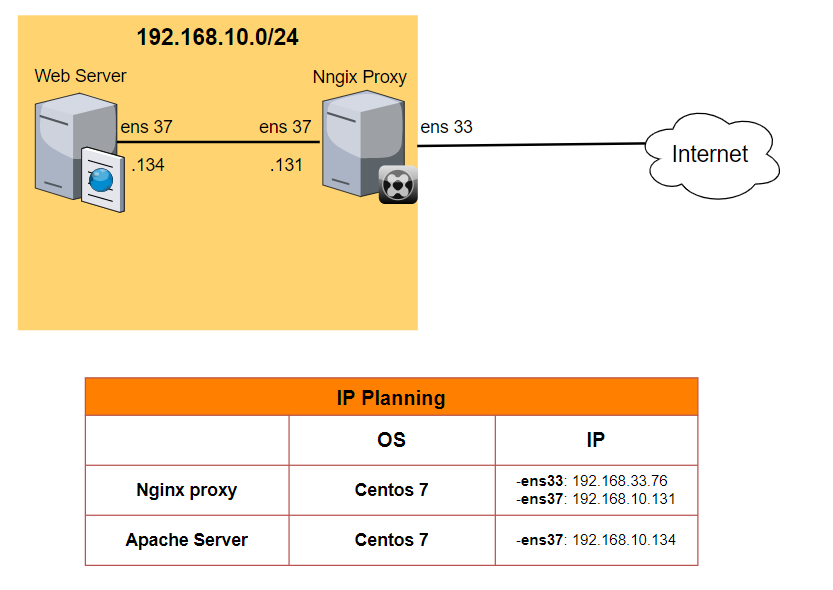 192.168.10.0/24
Web Server
Nngix Proxy
ens 37
ens 37
ens 33
.134
.131
Internet
IP Planning
OS
IP
Nginx proxy
Centos 7
-ens33: 192.168.33.76
-ens37: 192.168.10.131
Apache Server
Centos 7
-ens37: 192.168.10.134